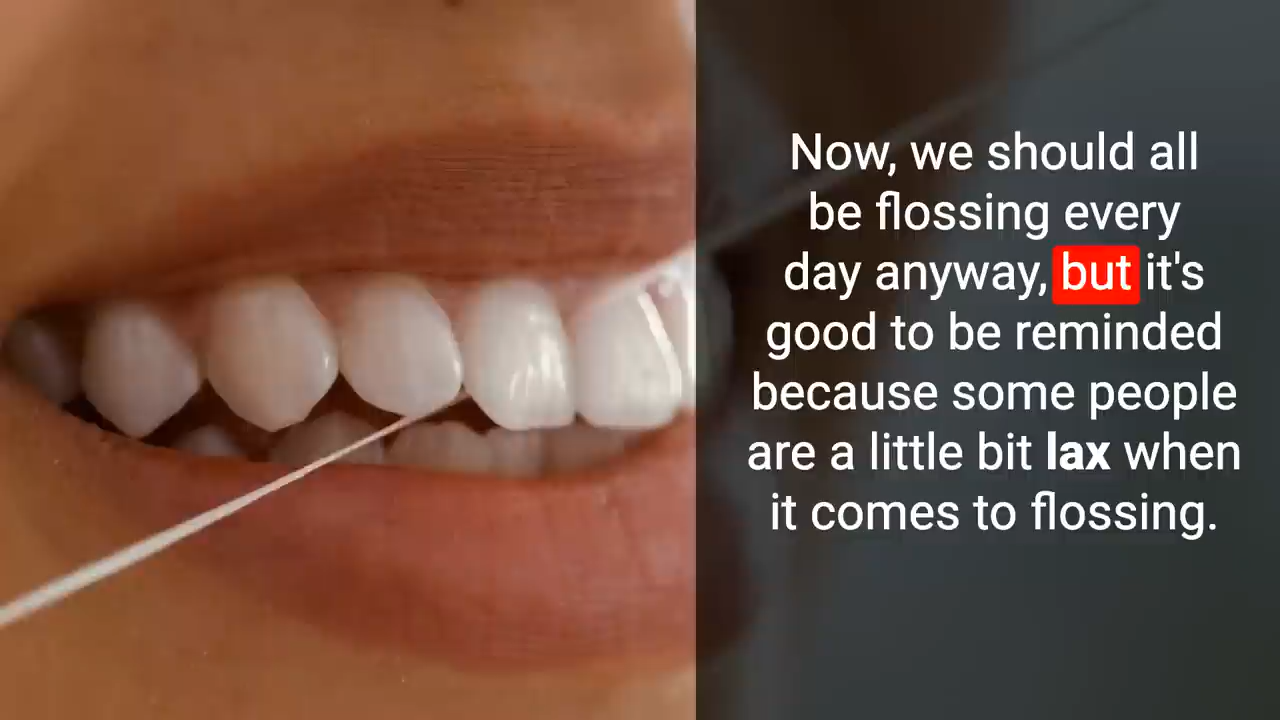 Now, we should all
be flossing every
day anyway, but it's
good to be reminded
because some people
are a little bit lax when
it comes to flossing.